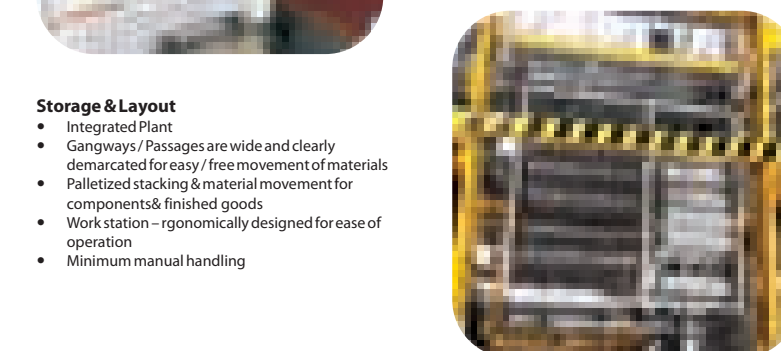 Storage & Layout
• Integrated Plant
• Gangways / Passages are wide and clearly
demarcated for easy / free movement of materials
• Palletized stacking & material movement for
components& finished goods
• Work station – rgonomically designed for ease of
operation
• Minimum manual handling